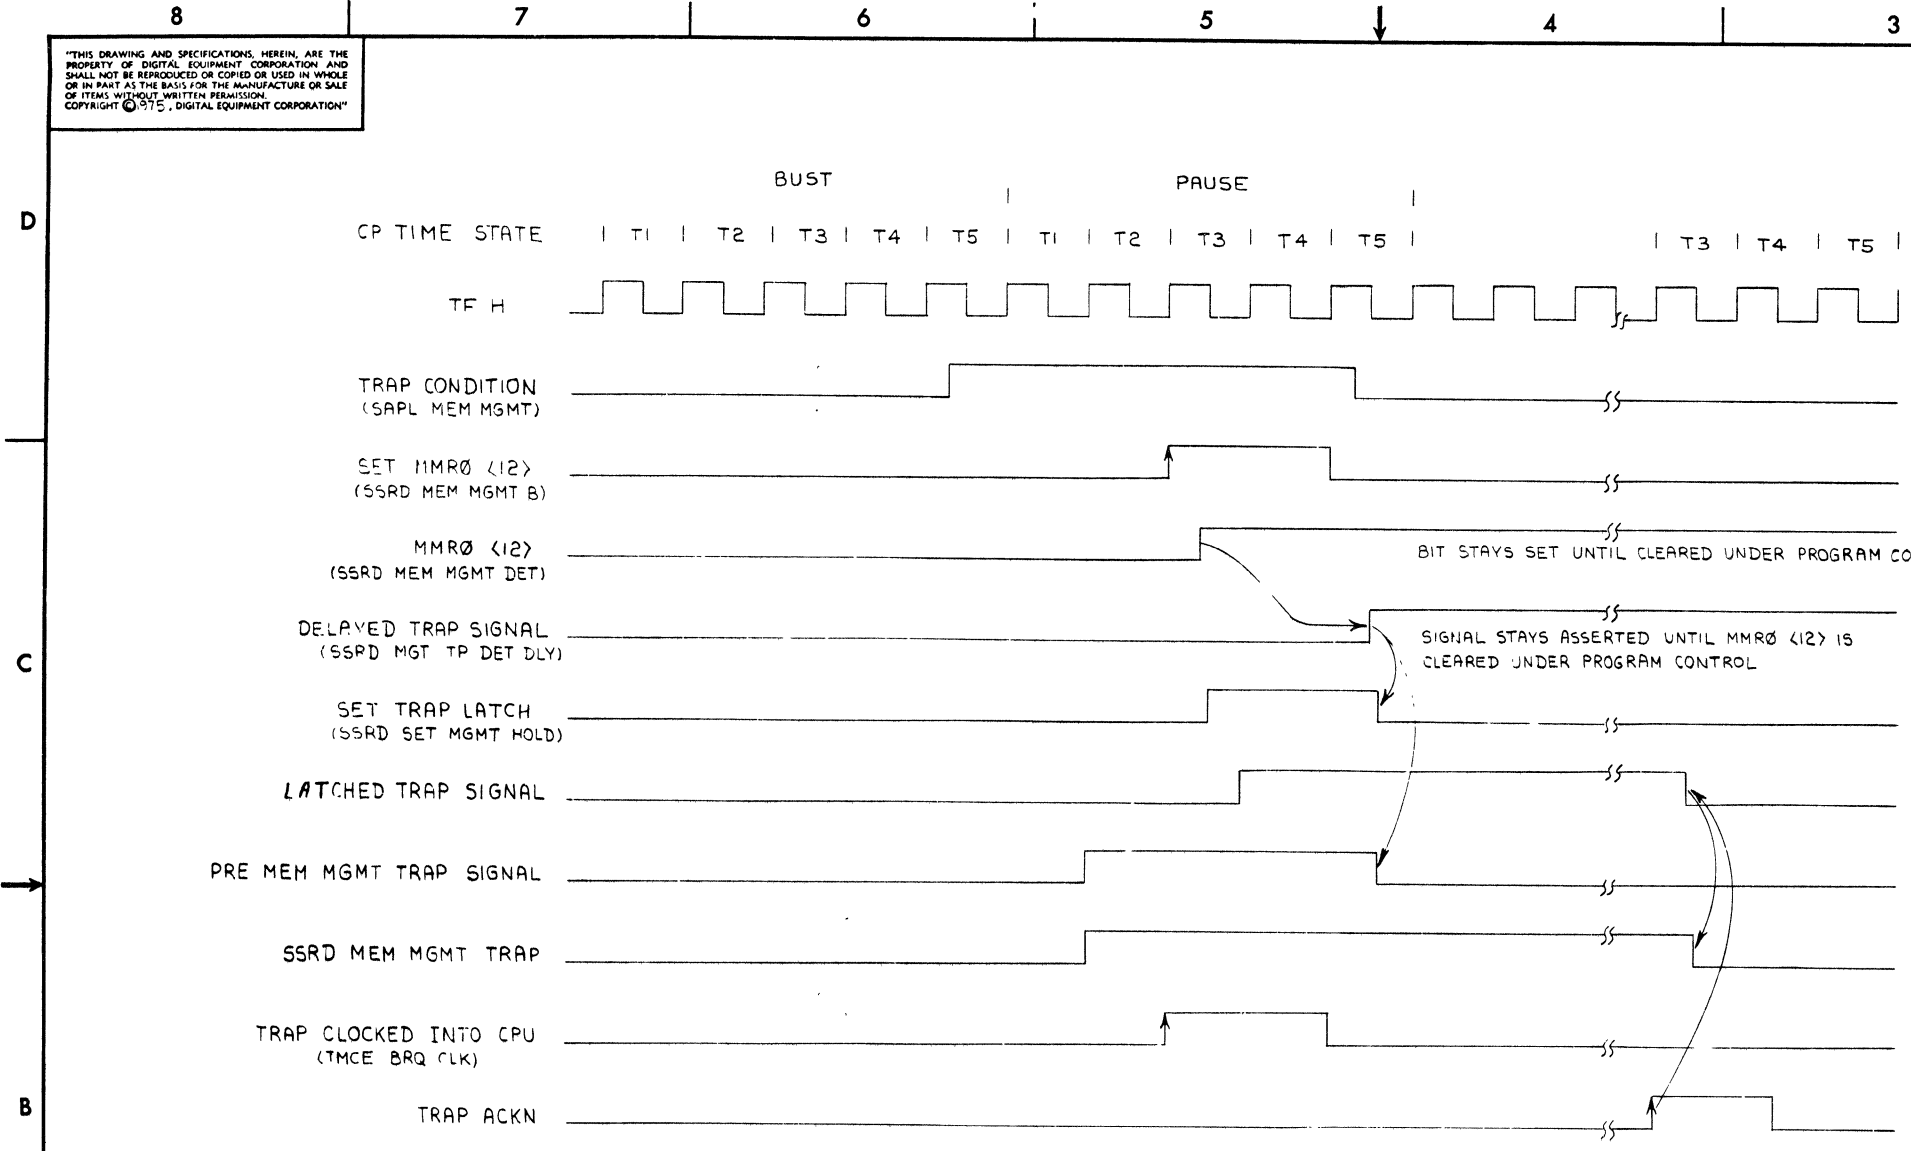 8 7 6 5 4 3
"THIS DRAWING AND SPECIFICATIONS, HEREIN, ARE THE
PROPERTY OF DIGITAL EQUIPMENT CORPORATION AND
SHALL NOT BE REPRODUCED OR COPIED OR USED IN WHOLE
OR IN PART AS THE BASIS FOR THE MANUFACTURE OR SALE
OF ITEMS WITHOUT WRITTEN PERMISSION.
COPYRIGHT © 1975, DIGITAL EQUIPMENT CORPORATION"
BUST PAUSE
D
CP TIME STATE T1 T2 T3 T4 T5 T1 T2 T3 T4 T5 T3 T4 T5
TF H
TRAP CONDITION
(SAPL MEM MGMT)
SET MMRØ <12>
(SSRD MEM MGMT B)
MMRØ <12>
(SSRD MEM MGMT DET)
BIT STAYS SET UNTIL CLEARED UNDER PROGRAM CO
DELAYED TRAP SIGNAL
(SSRD MGT TP DET DLY)
SIGNAL STAYS ASSERTED UNTIL MMRØ <12> IS
CLEARED UNDER PROGRAM CONTROL
C
SET TRAP LATCH
(SSRD SET MGMT HOLD)
LATCHED TRAP SIGNAL
PRE MEM MGMT TRAP SIGNAL
SSRD MEM MGMT TRAP
TRAP CLOCKED INTO CPU
(TMCE BRQ CLK)
B
TRAP ACKN